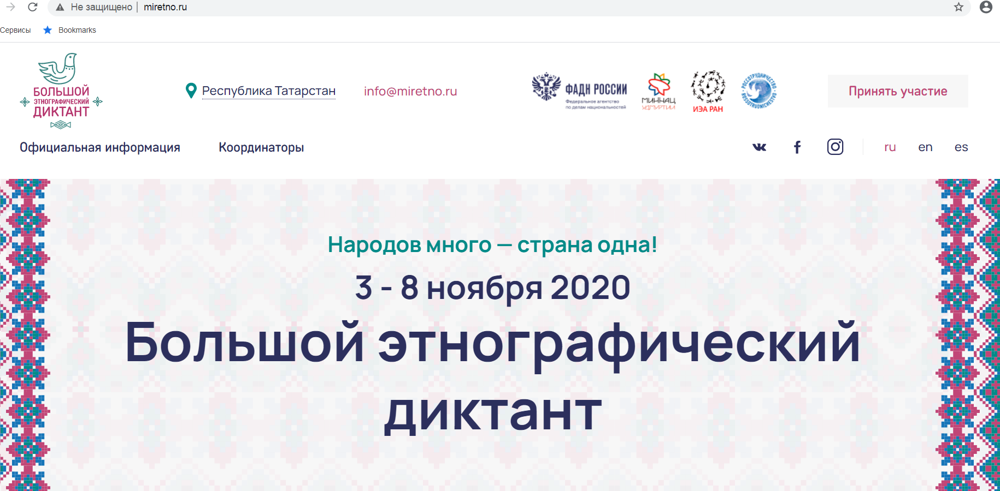 Не защищено | miretno.ru
Сервисы
Bookmarks
БОЛЬШОЙ
ЭТНОГРАФИЧЕСКИЙ
ДИКТАНТ
Республика Татарстан
info@miretno.ru
ФАДН РОССИИ
Федеральное агентство
по делам национальностей
МИННАЦ
УДМУРТИИ
ИЭА РАН
РОССОТРУДНИЧЕСТВО
ROSSOTRUDNICHESTVO
Принять участие
Официальная информация
Координаторы
ru
en
es
Народов много — страна одна!
3 - 8 ноября 2020
Большой этнографический
диктант